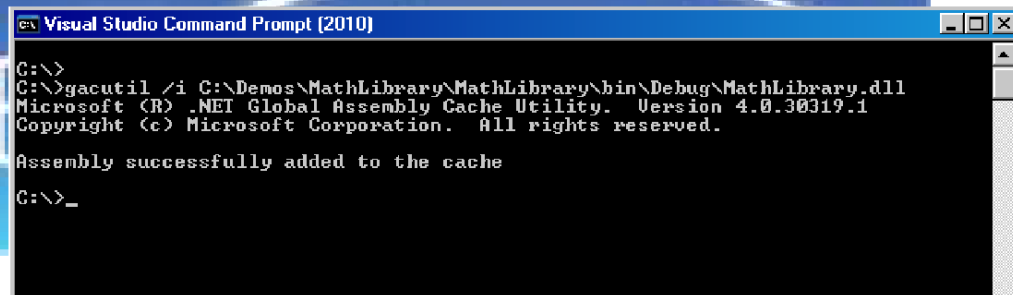 Visual Studio Command Prompt (2010)
C:\>
C:\>gacutil /i C:\Demos\MathLibrary\MathLibrary\bin\Debug\MathLibrary.dll
Microsoft (R) .NET Global Assembly Cache Utility.  Version 4.0.30319.1
Copyright (c) Microsoft Corporation.  All rights reserved.
Assembly successfully added to the cache
C:\>_